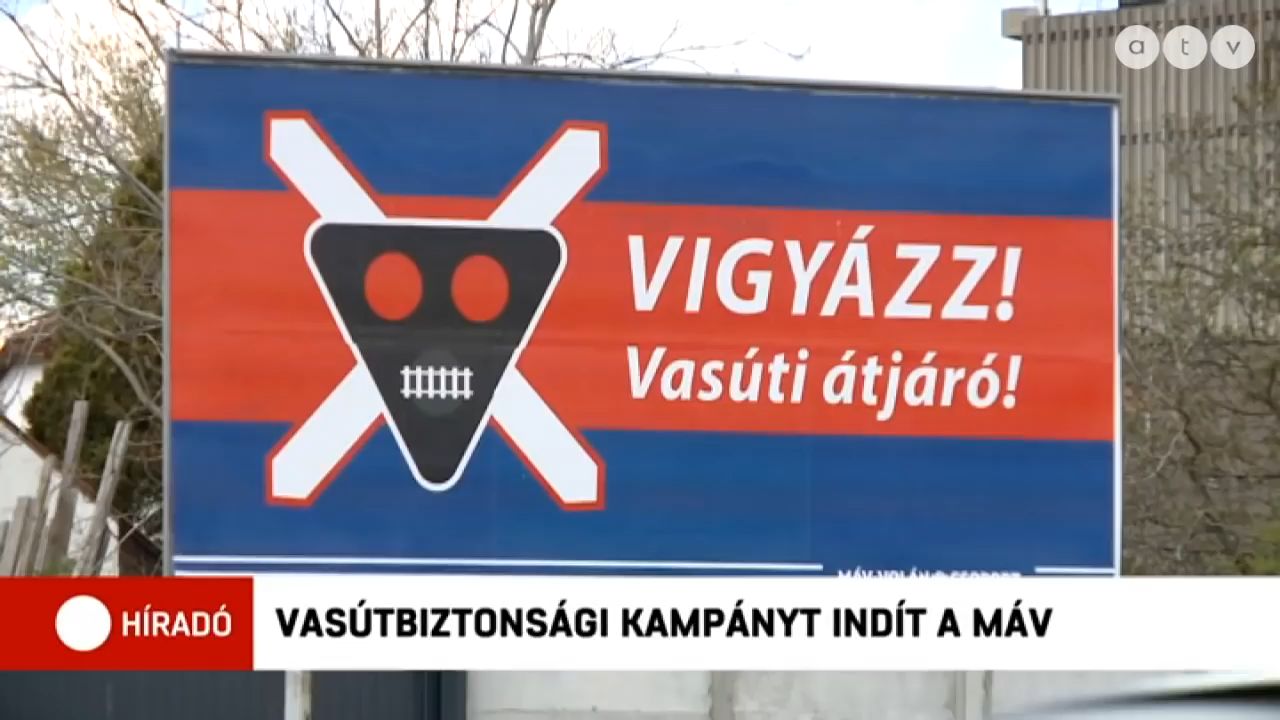 atv
VIGYÁZZ!
Vasúti átjáró!
HÍRADÓ
VASÚTBIZTONSÁGI KAMPÁNYT INDÍT A MÁV